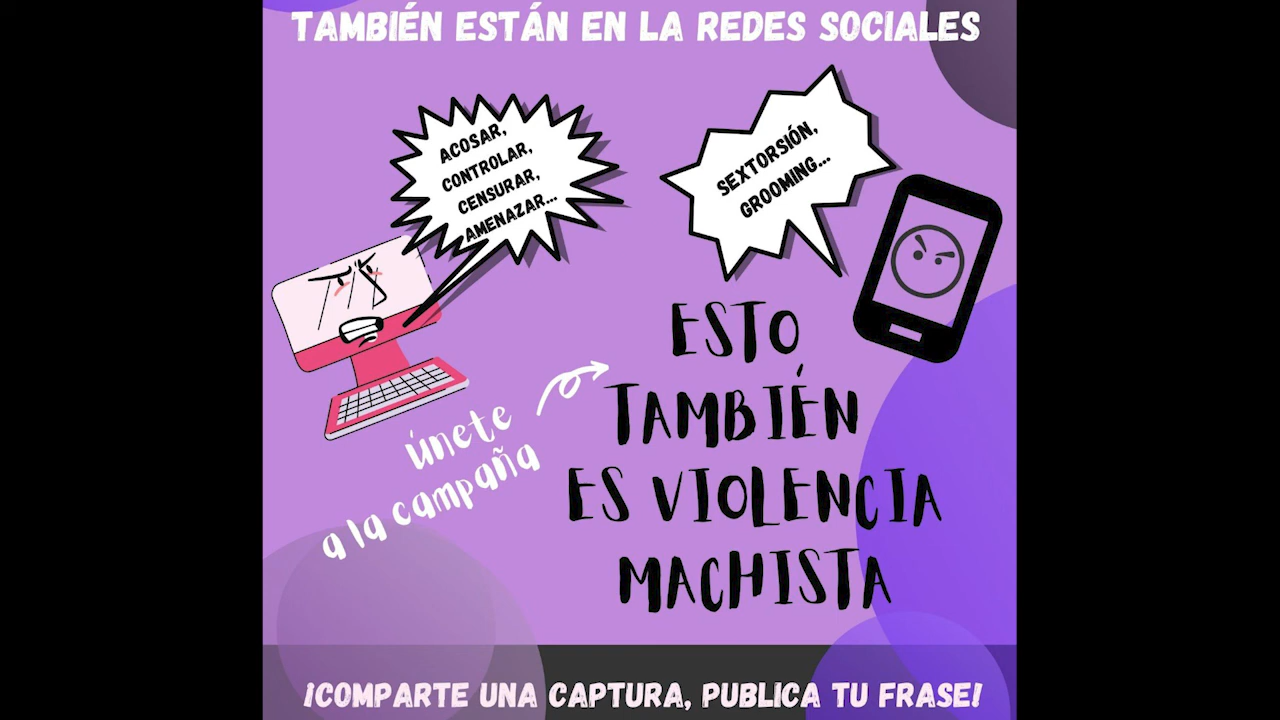 TAMBIÉN ESTÁN EN LA REDES SOCIALES
ACOSAR,
CONTROLAR,
CENSURAR,
AMENAZAR...
SEXTORSIÓN,
GROOMING...
ESTO
TAMBIÉN
ES VIOLENCIA
MACHISTA
únete
a la campaña
¡COMPARTE UNA CAPTURA, PUBLICA TU FRASE!